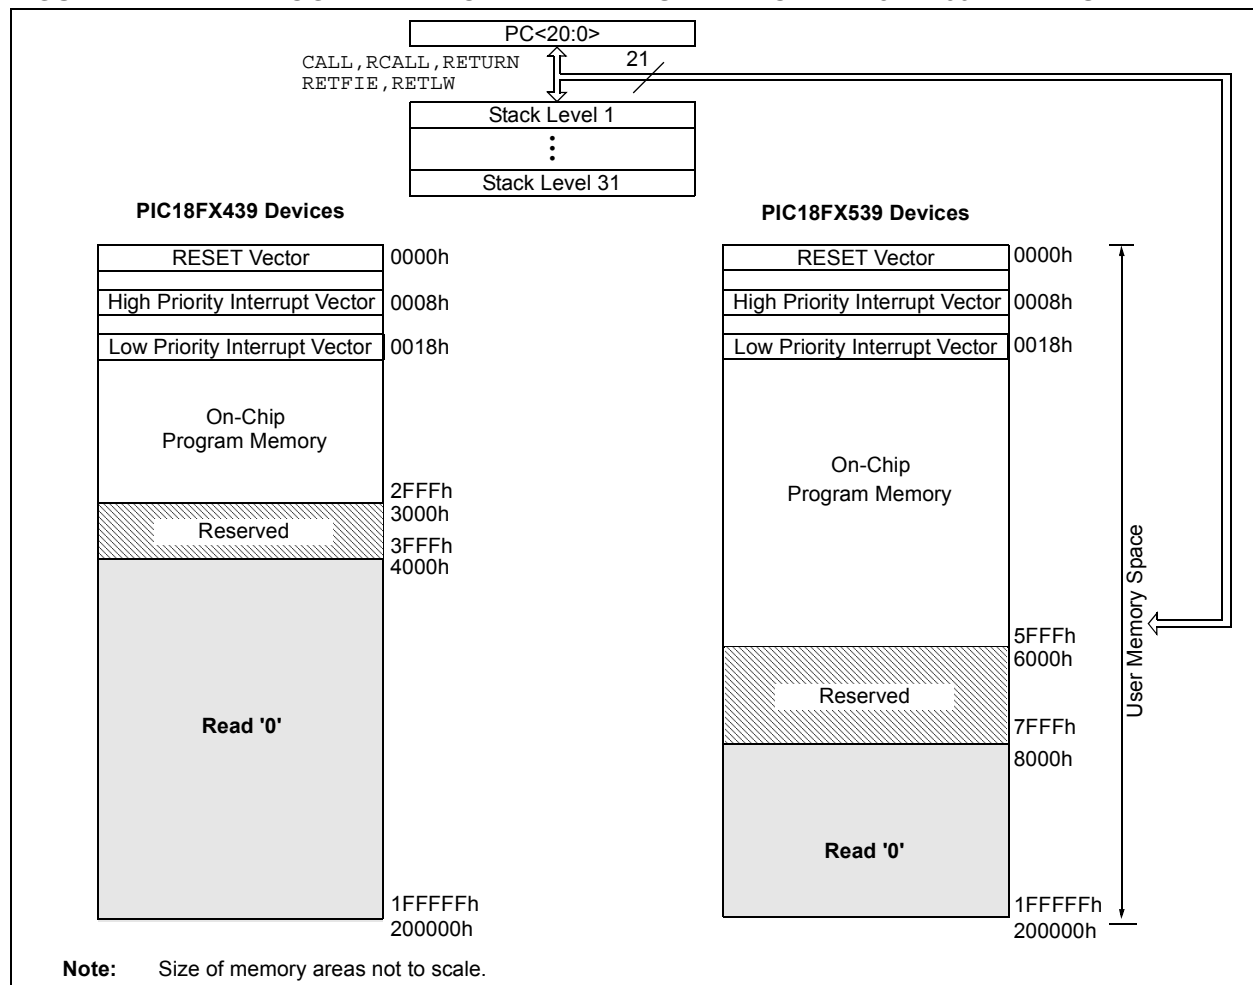 PC<20:0>
CALL,RCALL,RETURN
RETFIE,RETLW
21
Stack Level 1
Stack Level 31
PIC18FX439 Devices
RESET Vector
0000h
High Priority Interrupt Vector
0008h
Low Priority Interrupt Vector
0018h
On-Chip
Program Memory
2FFFh
3000h
Reserved
3FFFh
4000h
Read '0'
1FFFFFh
200000h
PIC18FX539 Devices
RESET Vector
0000h
High Priority Interrupt Vector
0008h
Low Priority Interrupt Vector
0018h
On-Chip
Program Memory
5FFFh
6000h
Reserved
7FFFh
8000h
Read '0'
1FFFFFh
200000h
User Memory Space
Note: Size of memory areas not to scale.